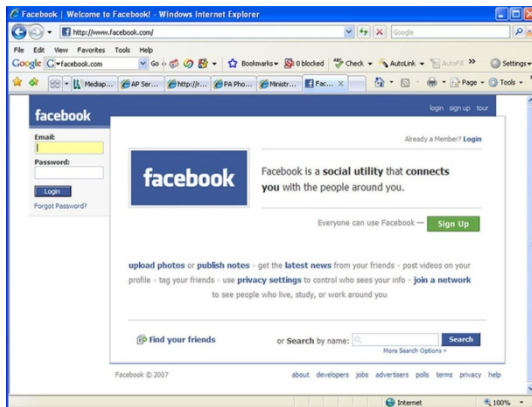 Facebook | Welcome to Facebook! - Windows Internet Explorer
http://www.facebook.com/
Google
File Edit View Favorites Tools Help
Google facebook.com Go Bookmarks 0 blocked Check AutoLink AutoFill Settings
Mediap... AP Ser... http://r... PA Pho... Ministr... Fac... Page Tools
facebook
login sign up tour
Email:
Password:
Login
Forgot Password?
Already a Member? Login
facebook
Facebook is a social utility that connects
you with the people around you.
Everyone can use Facebook — Sign Up
upload photos or publish notes - get the latest news from your friends - post videos on your
profile - tag your friends - use privacy settings to control who sees your info - join a network
to see people who live, study, or work around you
Find your friends
or Search by name: Search
More Search Options »
Facebook © 2007
about developers jobs advertisers polls terms privacy help
Internet 100%